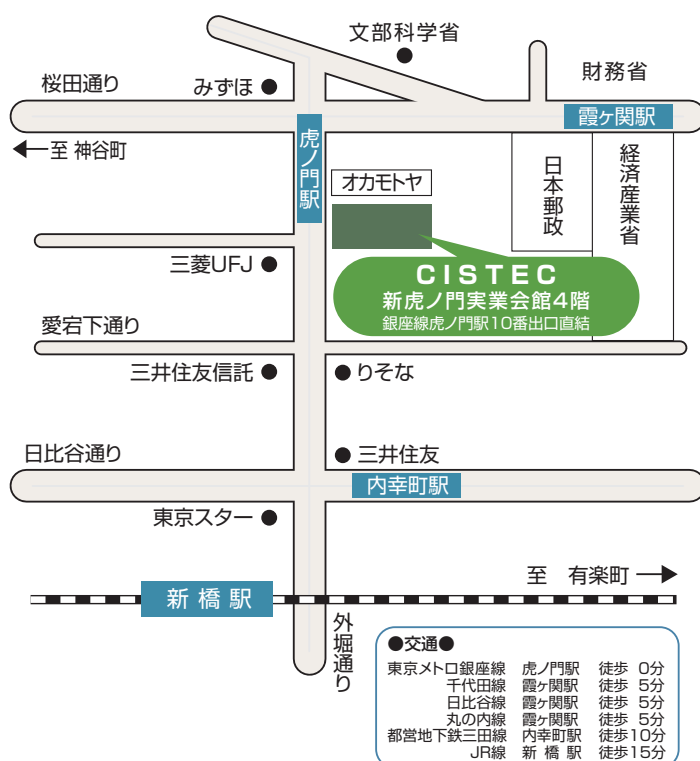 文部科学省
財務省
桜田通り
みずほ
霞ヶ関駅
至 神谷町
虎ノ門駅
オカモトヤ
日本郵政
経済産業省
三菱UFJ
CISTEC
新虎ノ門実業会館4階
銀座線虎ノ門駅10番出口直結
愛宕下通り
三井住友信託
りそな
日比谷通り
三井住友
内幸町駅
東京スター
至 有楽町
新橋駅
外堀通り
●交通●
東京メトロ銀座線 虎ノ門駅 徒歩 0分
千代田線 霞ヶ関駅 徒歩 5分
日比谷線 霞ヶ関駅 徒歩 5分
丸の内線 霞ヶ関駅 徒歩 5分
都営地下鉄三田線 内幸町駅 徒歩10分
JR線 新橋駅 徒歩15分